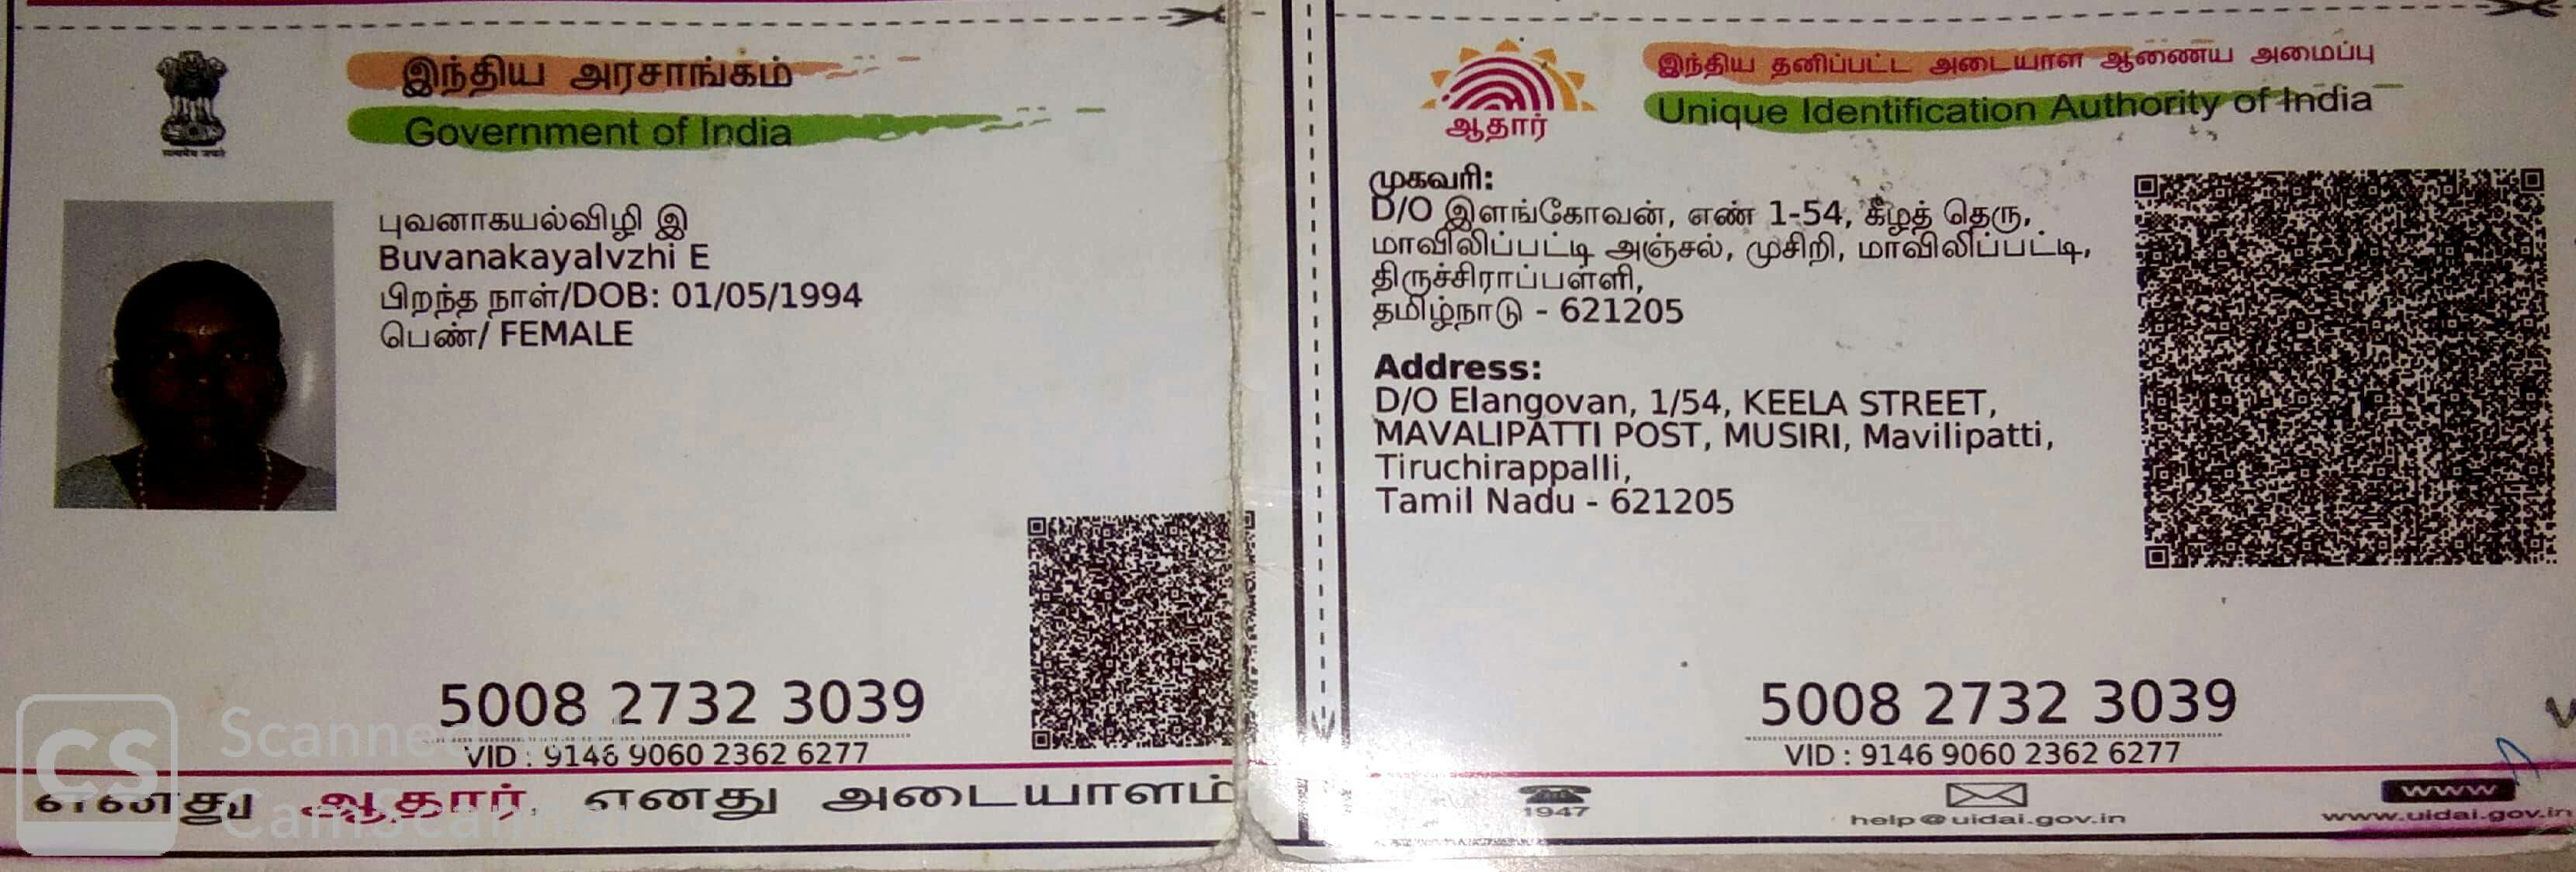 இந்திய அரசாங்கம்
Government of India
புவனாகயல்விழி இ
Buvanakayalvzhi E
பிறந்த நாள்/DOB: 01/05/1994
பெண்/ FEMALE
5008 2732 3039
VID : 9146 9060 2362 6277
எனது ஆதார், எனது அடையாளம்
CS
Scanne
CamScanner
இந்திய தனிப்பட்ட அடையாள ஆணைய அமைப்பு
Unique Identification Authority of India
ஆதார்
முகவரி:
D/O இளங்கோவன், எண் 1-54, கீழத் தெரு,
மாவிலிப்பட்டி அஞ்சல், முசிறி, மாவிலிப்பட்டி,
திருச்சிராப்பள்ளி,
தமிழ்நாடு - 621205
Address:
D/O Elangovan, 1/54, KEELA STREET,
MAVALIPATTI POST, MUSIRI, Mavilipatti,
Tiruchirappalli,
Tamil Nadu - 621205
5008 2732 3039
VID : 9146 9060 2362 6277
1947
help@uidai.gov.in
www
www.uidai.gov.in